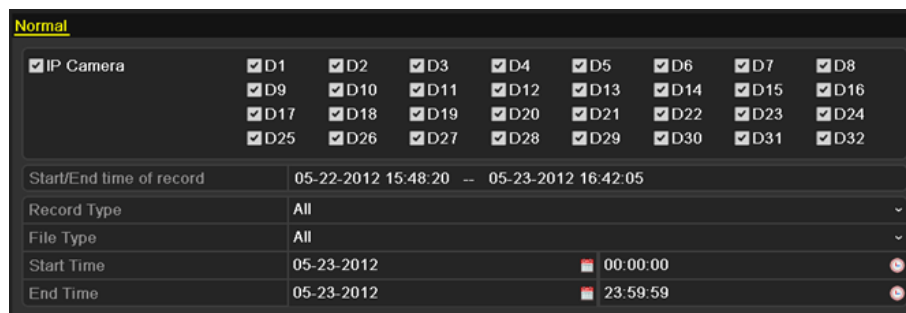 Normal
IP Camera D1 D2 D3 D4 D5 D6 D7 D8
D9 D10 D11 D12 D13 D14 D15 D16
D17 D18 D19 D20 D21 D22 D23 D24
D25 D26 D27 D28 D29 D30 D31 D32
Start/End time of record 05-22-2012 15:48:20 -- 05-23-2012 16:42:05
Record Type All
File Type All
Start Time 05-23-2012 00:00:00
End Time 05-23-2012 23:59:59